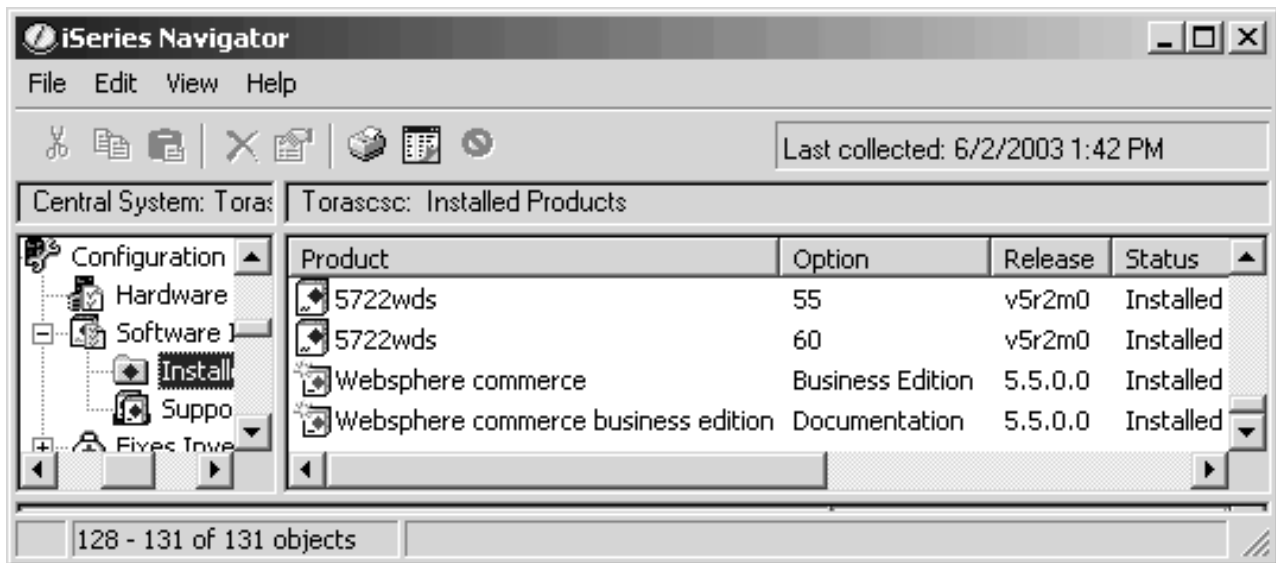 iSeries Navigator
File Edit View Help
Last collected: 6/2/2003 1:42 PM
Central System: Toras
Torascsc: Installed Products
Configuration
Hardware
Software I
Install
Suppo
Fixes Inve
Product Option Release Status
5722wds 55 v5r2m0 Installed
5722wds 60 v5r2m0 Installed
Websphere commerce Business Edition 5.5.0.0 Installed
Websphere commerce business edition Documentation 5.5.0.0 Installed
128 - 131 of 131 objects